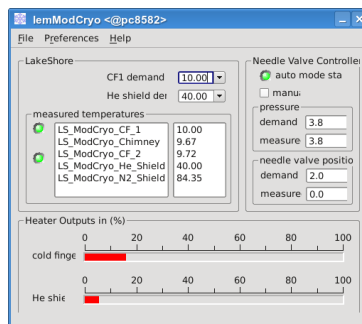 lemModCryo <@pc8582>
File Preferences Help
LakeShore
CF1 demand 10.00
He shield der 40.00
measured temperatures
LS_ModCryo_CF_1 10.00
LS_ModCryo_Chimney 9.67
LS_ModCryo_CF_2 9.72
LS_ModCryo_He_Shield 40.00
LS_ModCryo_N2_Shield 84.35
Needle Valve Controller
auto mode sta
manu
pressure
demand 3.8
measure 3.8
needle valve positio
demand 2.0
measure 0.0
Heater Outputs in (%)
0 20 40 60 80 100
cold finge
0 20 40 60 80 100
He shie